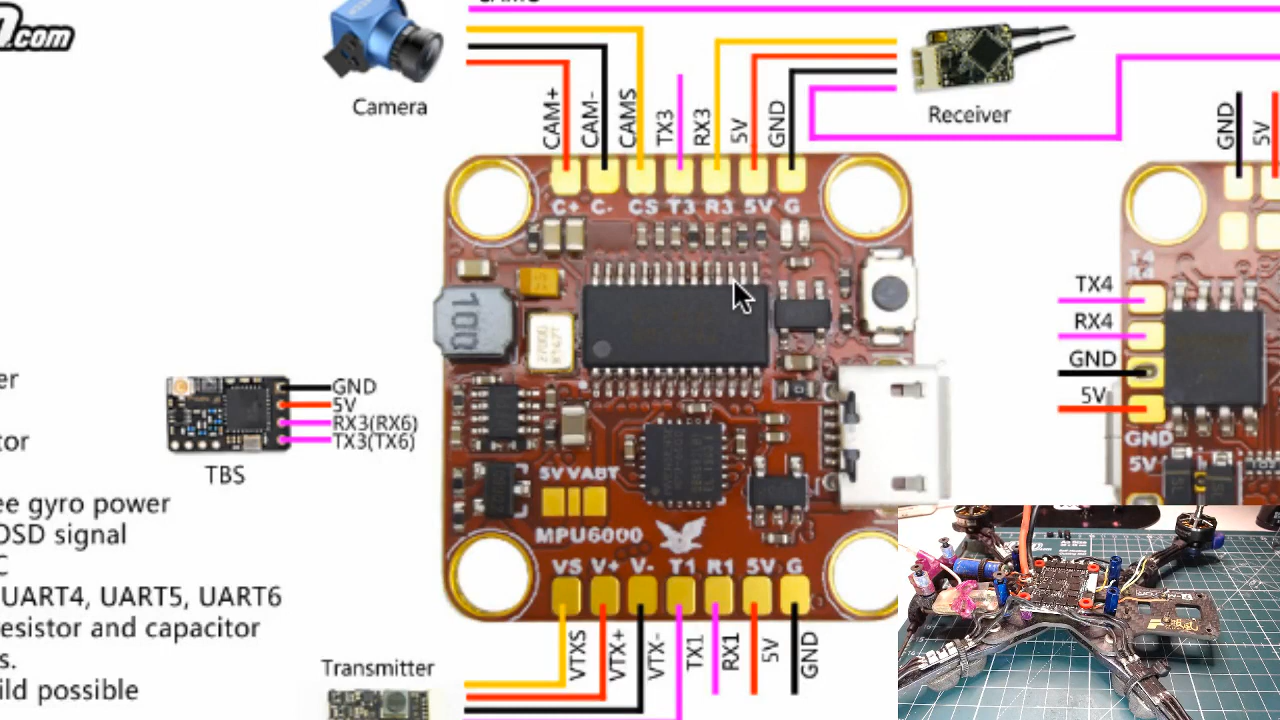 .com
Camera
CAM+
CAM-
CAMS
TX3
RX3
5V
GND
Receiver
C+ C- CS T3 R3 5V G
100
GND
5V
TX4
RX4
GND
5V
T4
R4
GND
5V
GND
5V
RX3(RX6)
TX3(TX6)
TBS
5V VABT
MPU6000
VS V+ V- T1 R1 5V G
VTXS
VTX+
VTX-
TX1
RX1
5V
GND
Transmitter
er
tor
ee gyro power
OSD signal
C
UART4, UART5, UART6
esistor and capacitor
s.
ild possible